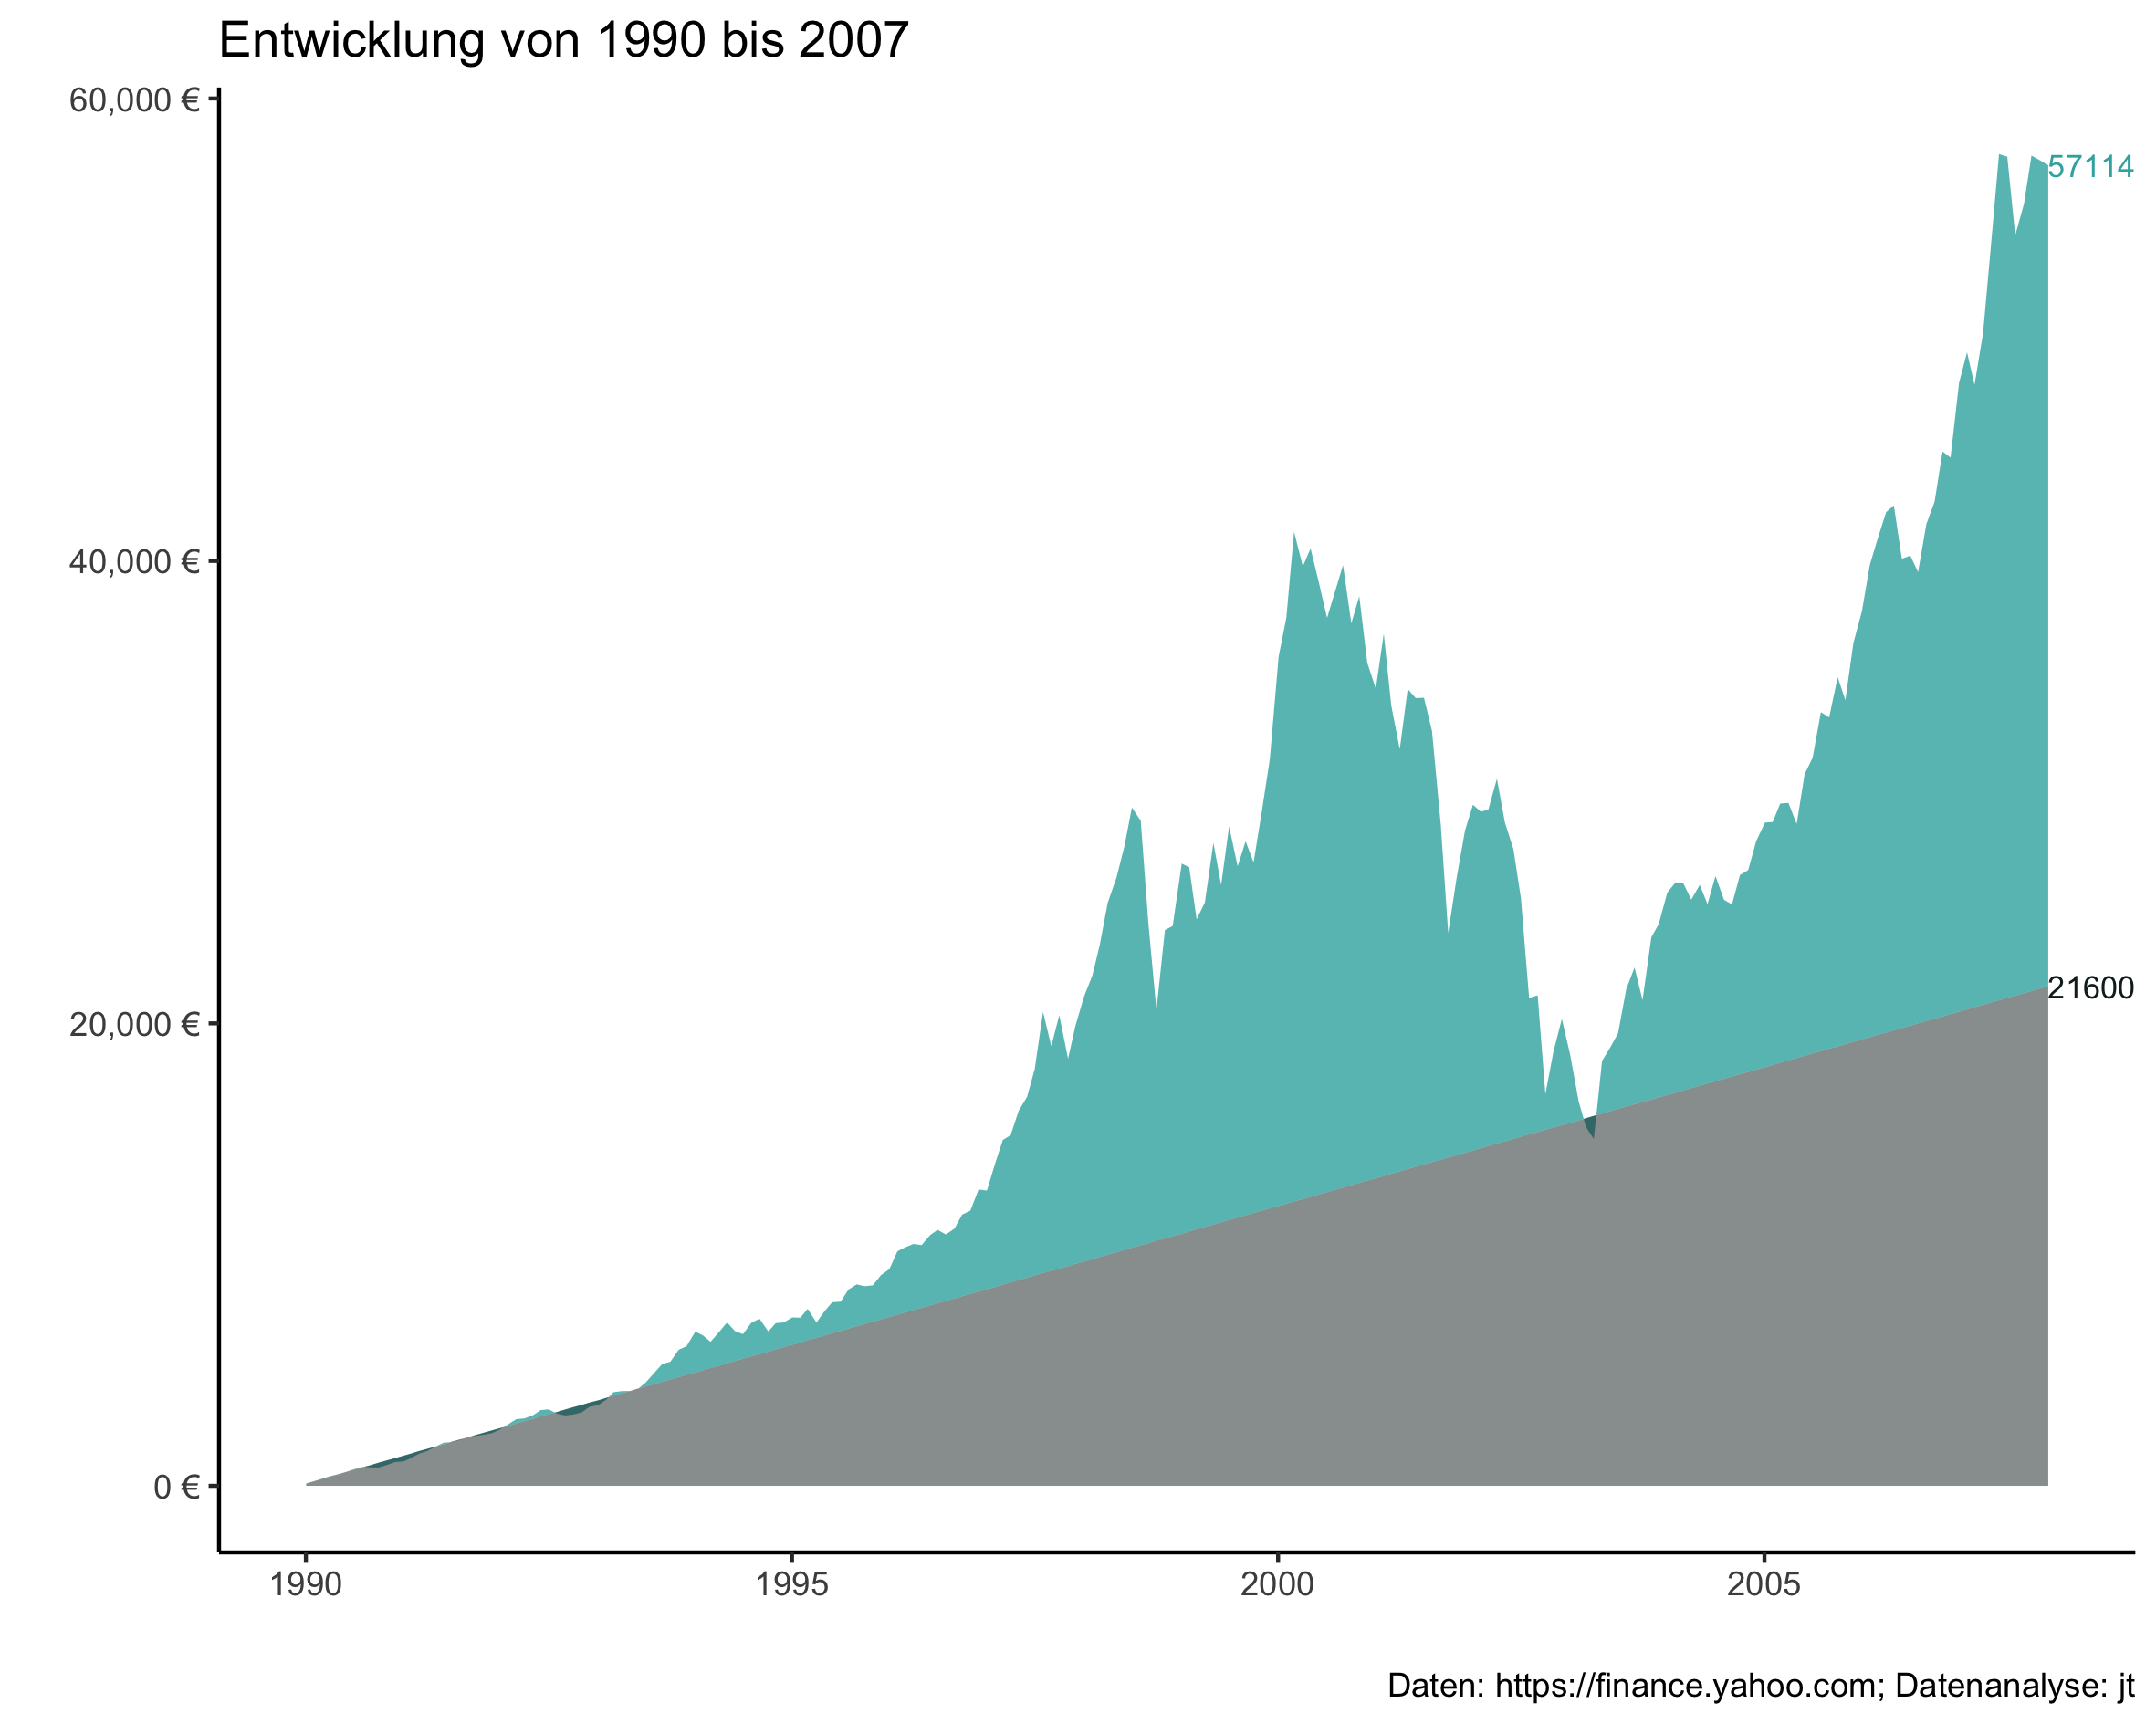 Entwicklung von 1990 bis 2007
60,000 €
57114
40,000 €
20,000 €
21600
0 €
1990 1995 2000 2005
Daten: https://finance.yahoo.com; Datenanalyse: jt